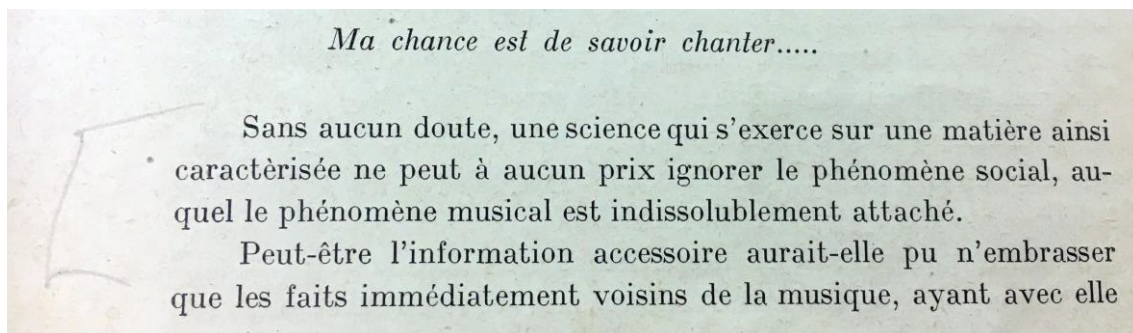 Ma chance est de savoir chanter.....
Sans aucun doute, une science qui s'exerce sur une matière ainsi
caractèrisée ne peut à aucun prix ignorer le phénomène social, au-
quel le phénomène musical est indissolublement attaché.
Peut-être l'information accessoire aurait-elle pu n'embrasser
que les faits immédiatement voisins de la musique, ayant avec elle